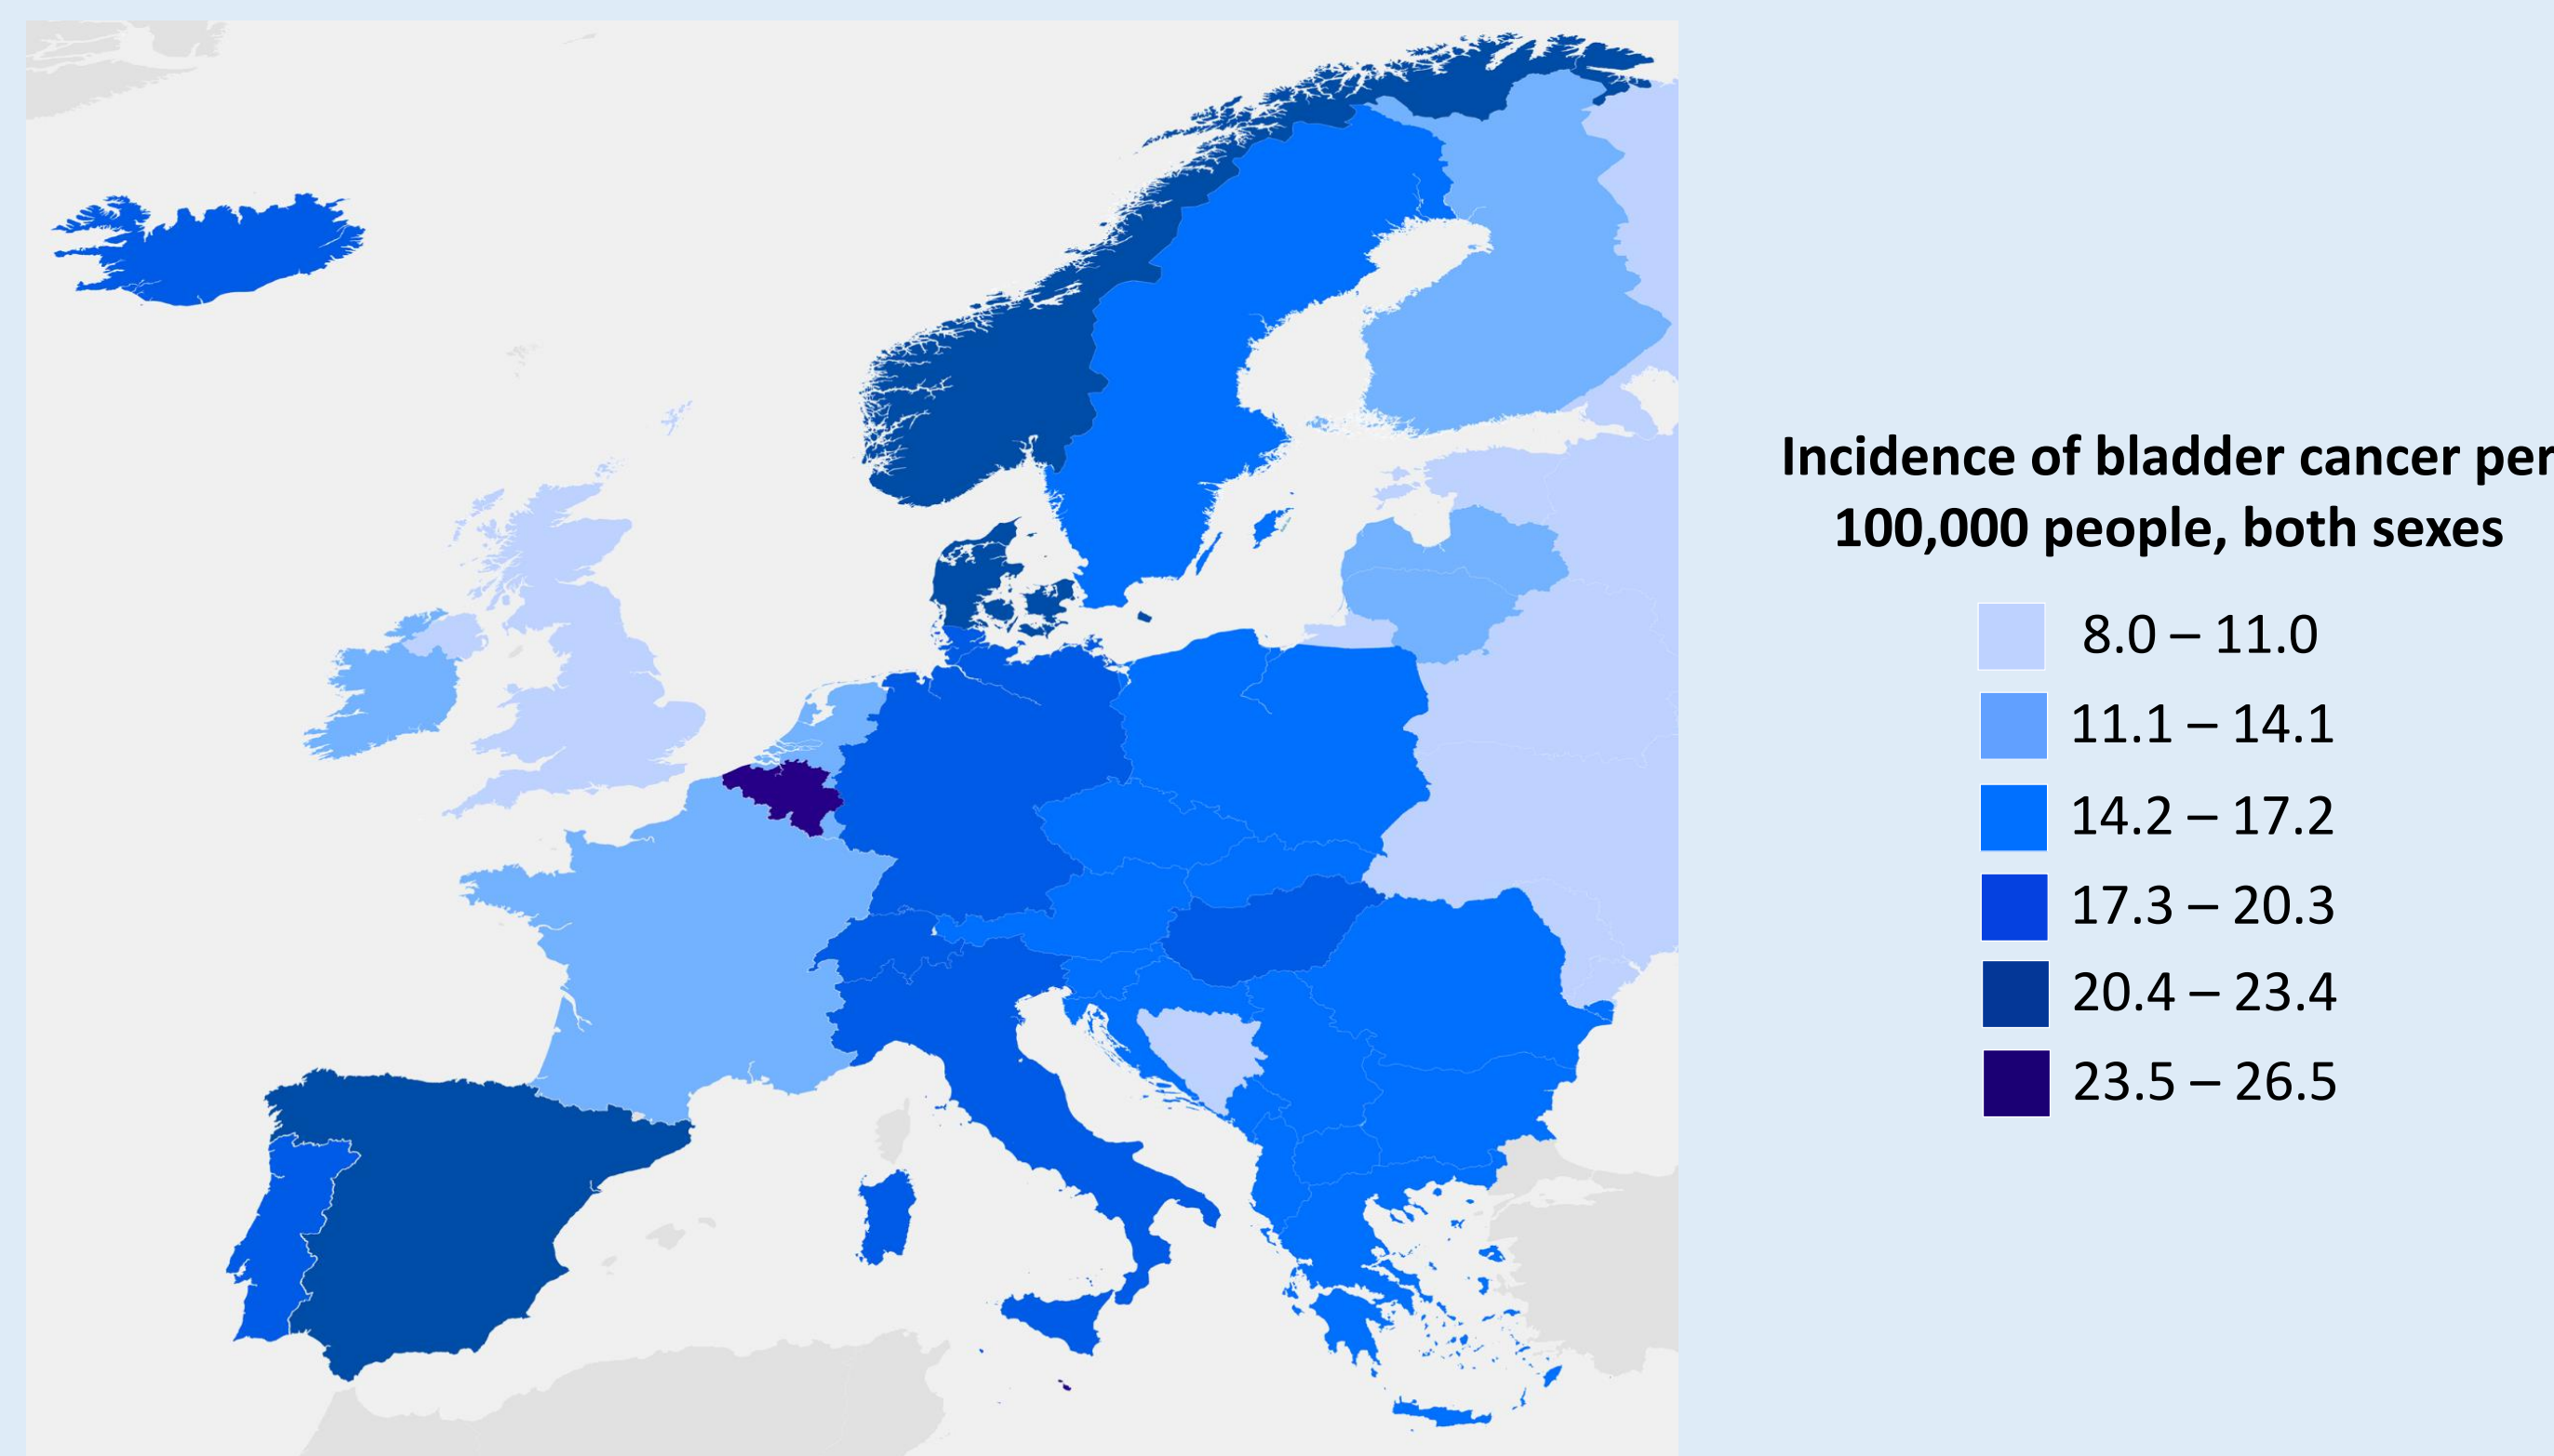 Incidence of bladder cancer per
100,000 people, both sexes
8.0 – 11.0
11.1 – 14.1
14.2 – 17.2
17.3 – 20.3
20.4 – 23.4
23.5 – 26.5